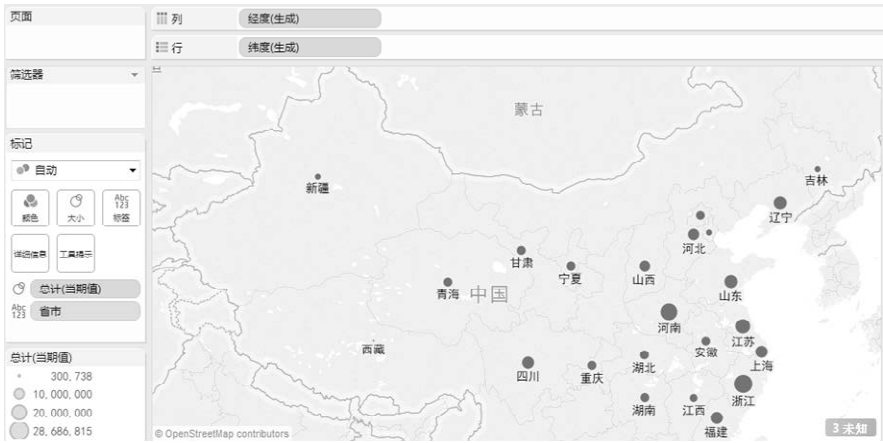 页面
列
经度(生成)
行
纬度(生成)
筛选器
标记
自动
颜色
大小
Abc
123
标签
详细信息
工具提示
总计(当期值)
Abc
123
省市
总计(当期值)
300, 738
10, 000, 000
20, 000, 000
28, 686, 815
蒙古
新疆
吉林
辽宁
河北
甘肃
宁夏
山西
青海
中国
山东
河南
江苏
西藏
安徽
上海
四川
重庆
湖北
浙江
湖南
江西
福建
© OpenStreetMap contributors
3 未知